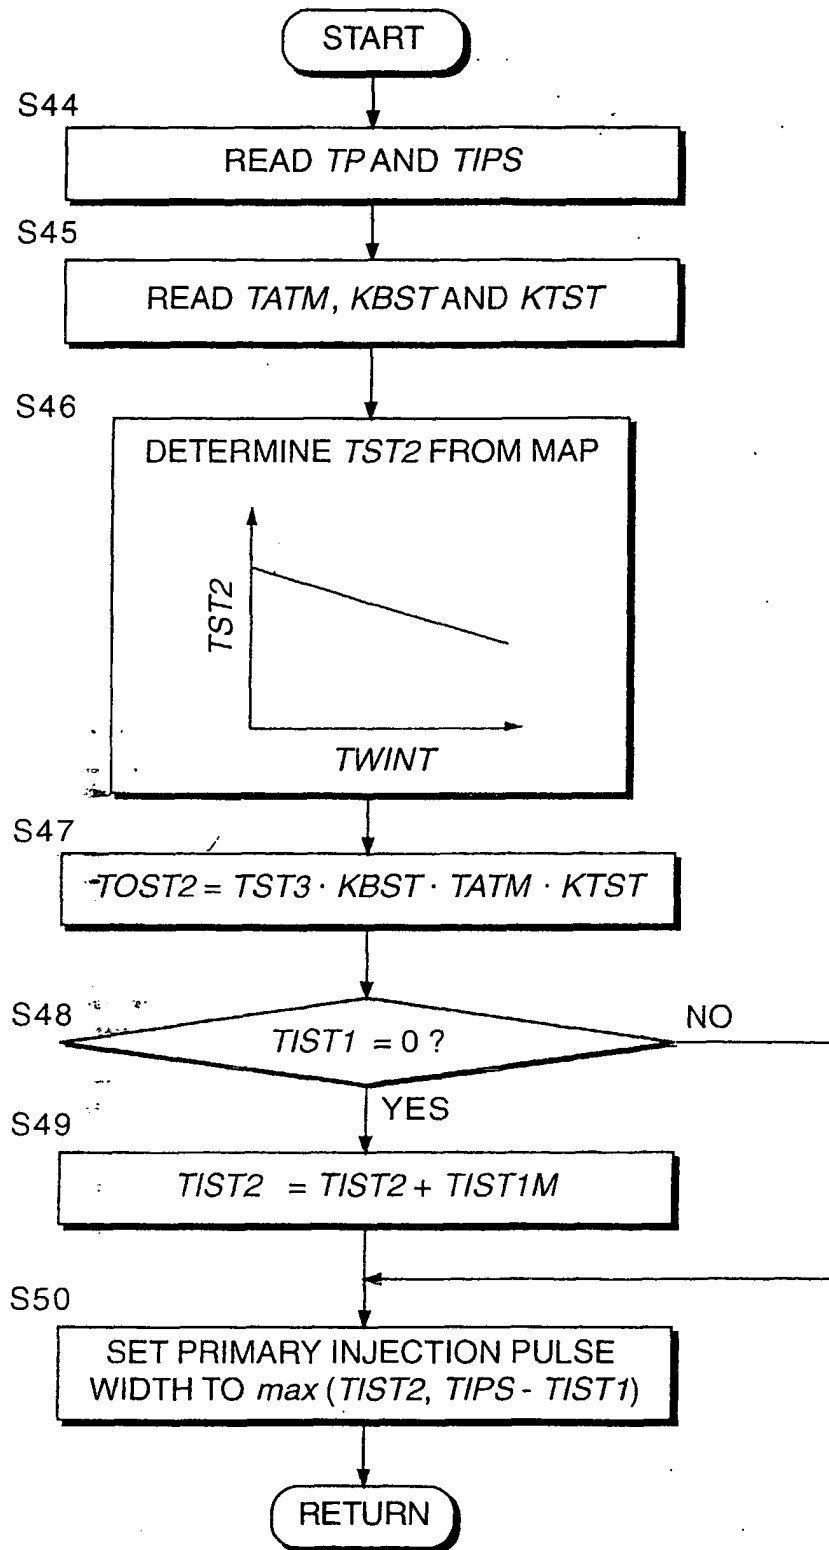 START
S44
READ TP AND TIPS
S45
READ TATM, KBST AND KTST
S46
DETERMINE TST2 FROM MAP
TST2
TWINT
S47
TOST2 = TST3 · KBST · TATM · KTST
S48
TIST1 = 0 ?
NO
YES
S49
TIST2 = TIST2 + TIST1M
S50
SET PRIMARY INJECTION PULSE
WIDTH TO max (TIST2, TIPS - TIST1)
RETURN